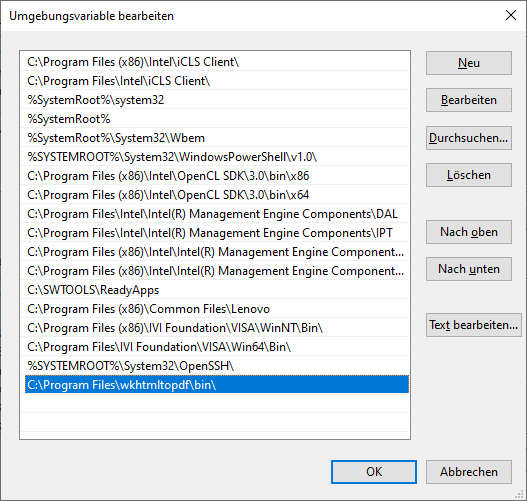 Umgebungsvariable bearbeiten
C:\Program Files (x86)\Intel\iCLS Client\
C:\Program Files\Intel\iCLS Client\
%SystemRoot%\system32
%SystemRoot%
%SystemRoot%\System32\Wbem
%SYSTEMROOT%\System32\WindowsPowerShell\v1.0\
C:\Program Files (x86)\Intel\OpenCL SDK\3.0\bin\x86
C:\Program Files (x86)\Intel\OpenCL SDK\3.0\bin\x64
C:\Program Files\Intel\Intel(R) Management Engine Components\DAL
C:\Program Files\Intel\Intel(R) Management Engine Components\IPT
C:\Program Files (x86)\Intel\Intel(R) Management Engine Componen...
C:\Program Files (x86)\Intel\Intel(R) Management Engine Componen...
C:\SWTOOLS\ReadyApps
C:\Program Files (x86)\Common Files\Lenovo
C:\Program Files (x86)\IVI Foundation\VISA\WinNT\Bin\
C:\Program Files\IVI Foundation\VISA\Win64\Bin\
%SYSTEMROOT%\System32\OpenSSH\
C:\Program Files\wkhtmltopdf\bin\
Neu
Bearbeiten
Durchsuchen...
Löschen
Nach oben
Nach unten
Text bearbeiten...
OK
Abbrechen